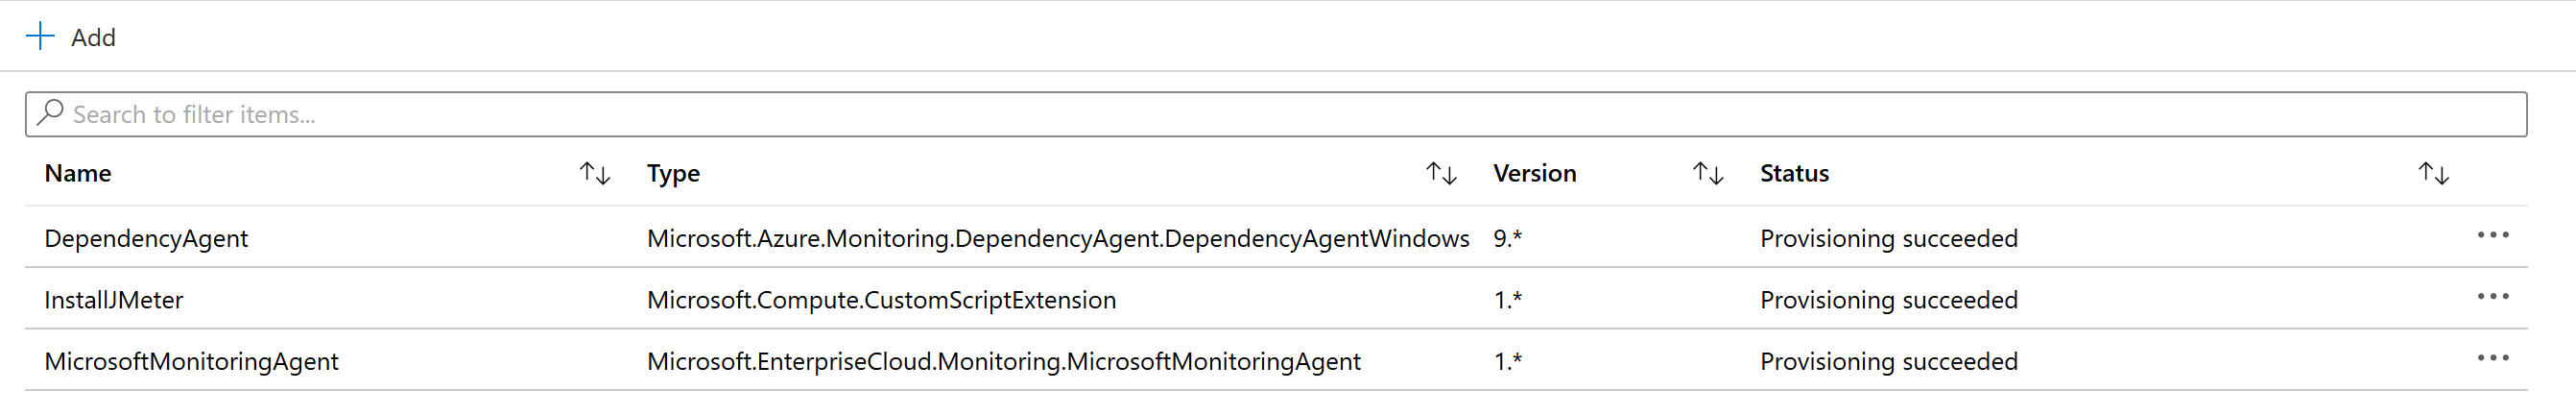 Add
Search to filter items...
Name Type Version Status
DependencyAgent Microsoft.Azure.Monitoring.DependencyAgent.DependencyAgentWindows 9.* Provisioning succeeded
InstallJMeter Microsoft.Compute.CustomScriptExtension 1.* Provisioning succeeded
MicrosoftMonitoringAgent Microsoft.EnterpriseCloud.Monitoring.MicrosoftMonitoringAgent 1.* Provisioning succeeded